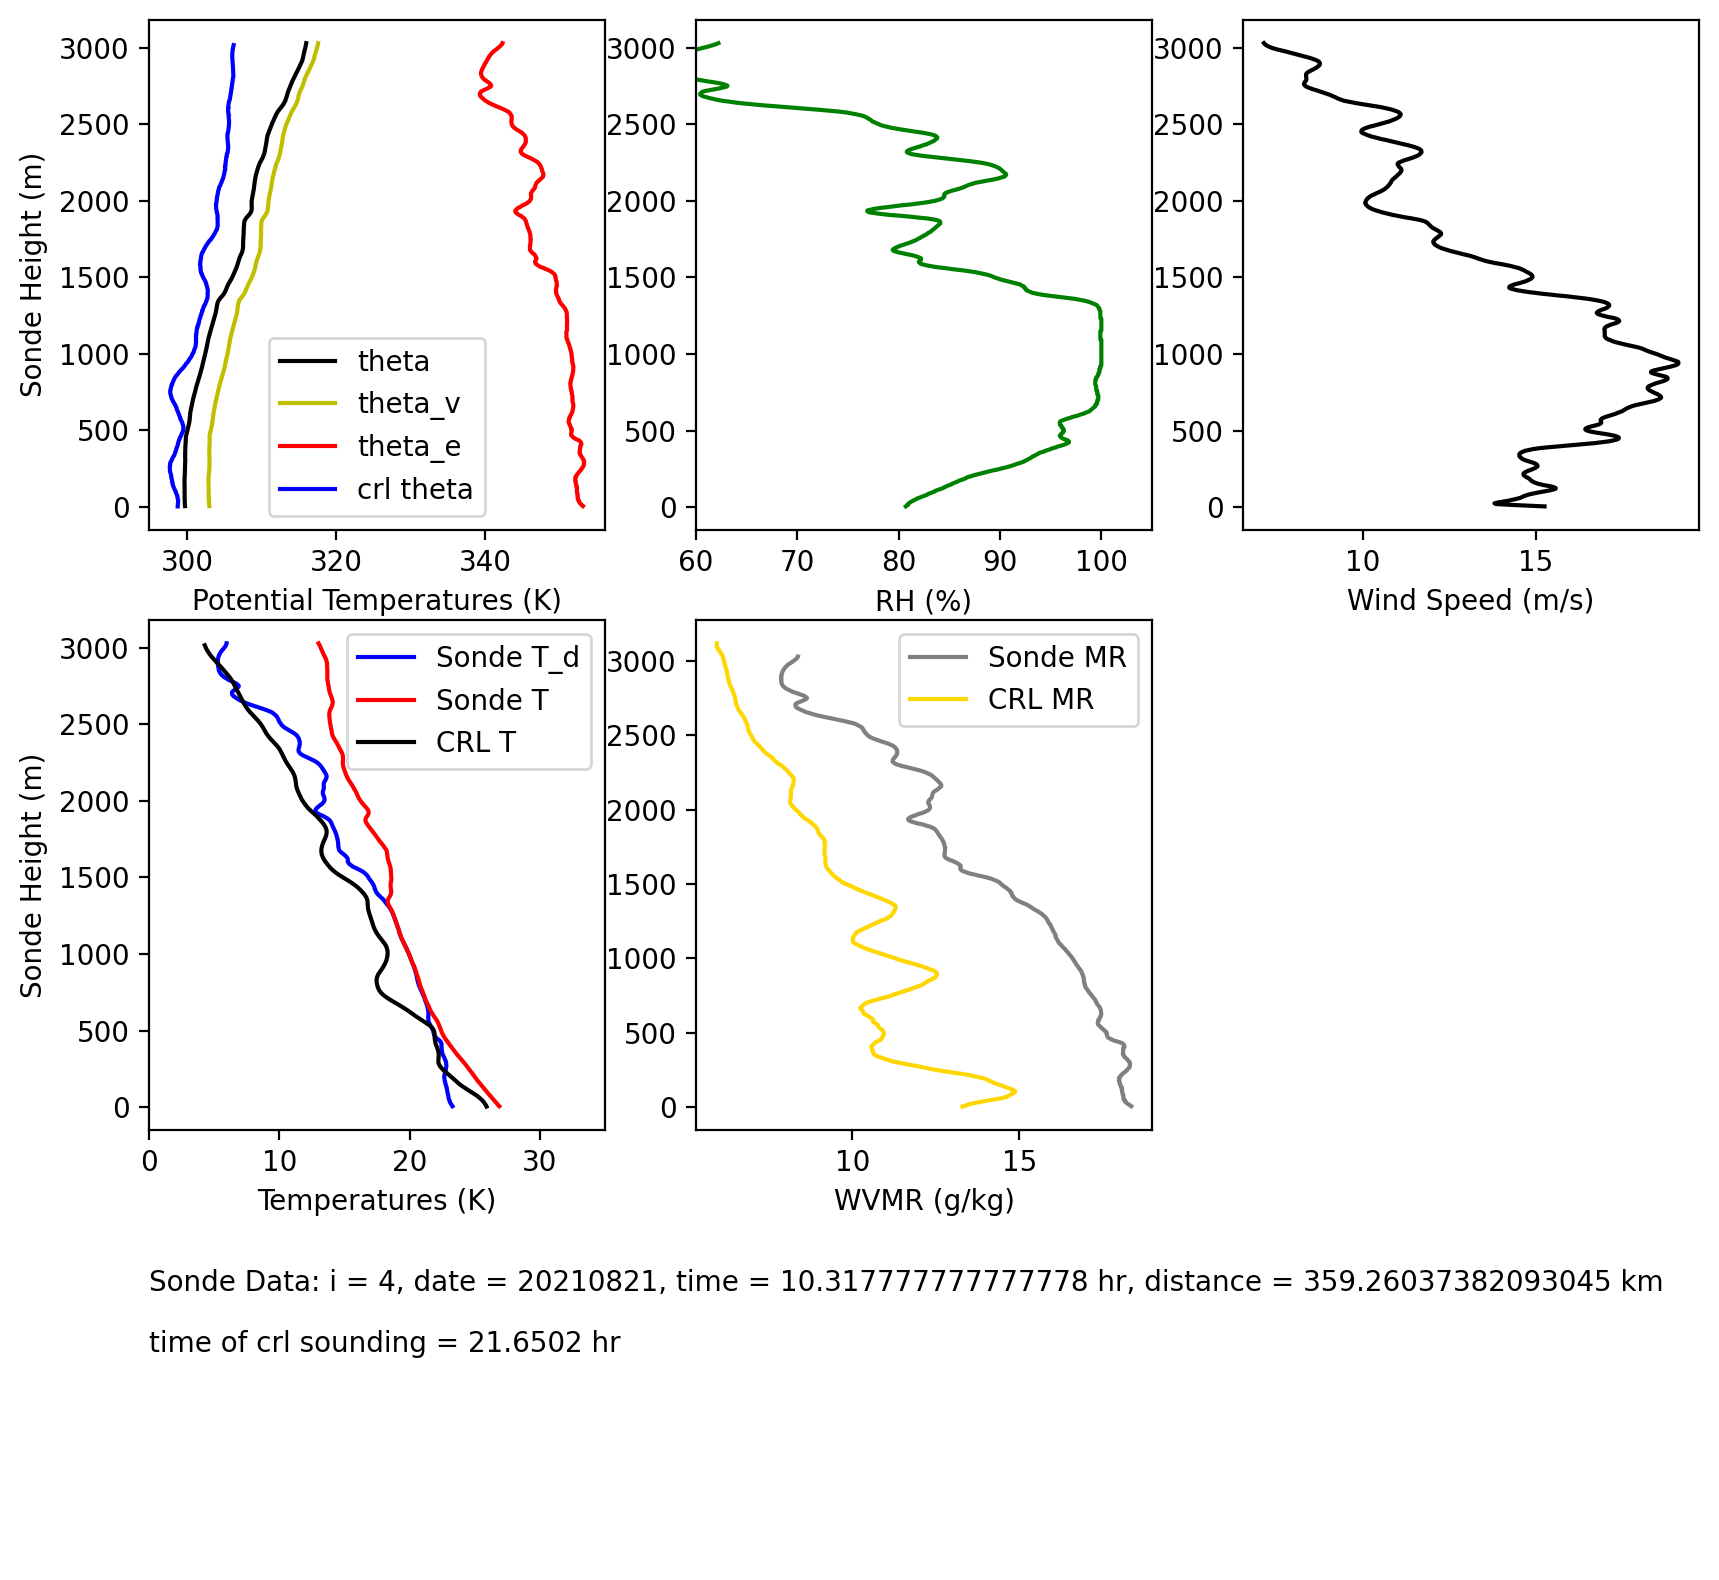 3000
2500
2000
1500
1000
500
0
Sonde Height (m)
theta
theta_v
theta_e
crl theta
300 320 340
Potential Temperatures (K)
3000
2500
2000
1500
1000
500
0
60 70 80 90 100
RH (%)
3000
2500
2000
1500
1000
500
0
10 15
Wind Speed (m/s)
3000
2500
2000
1500
1000
500
0
Sonde Height (m)
Sonde T_d
Sonde T
CRL T
0 10 20 30
Temperatures (K)
3000
2500
2000
1500
1000
500
0
Sonde MR
CRL MR
10 15
WVMR (g/kg)
Sonde Data: i = 4, date = 20210821, time = 10.317777777777778 hr, distance = 359.26037382093045 km
time of crl sounding = 21.6502 hr